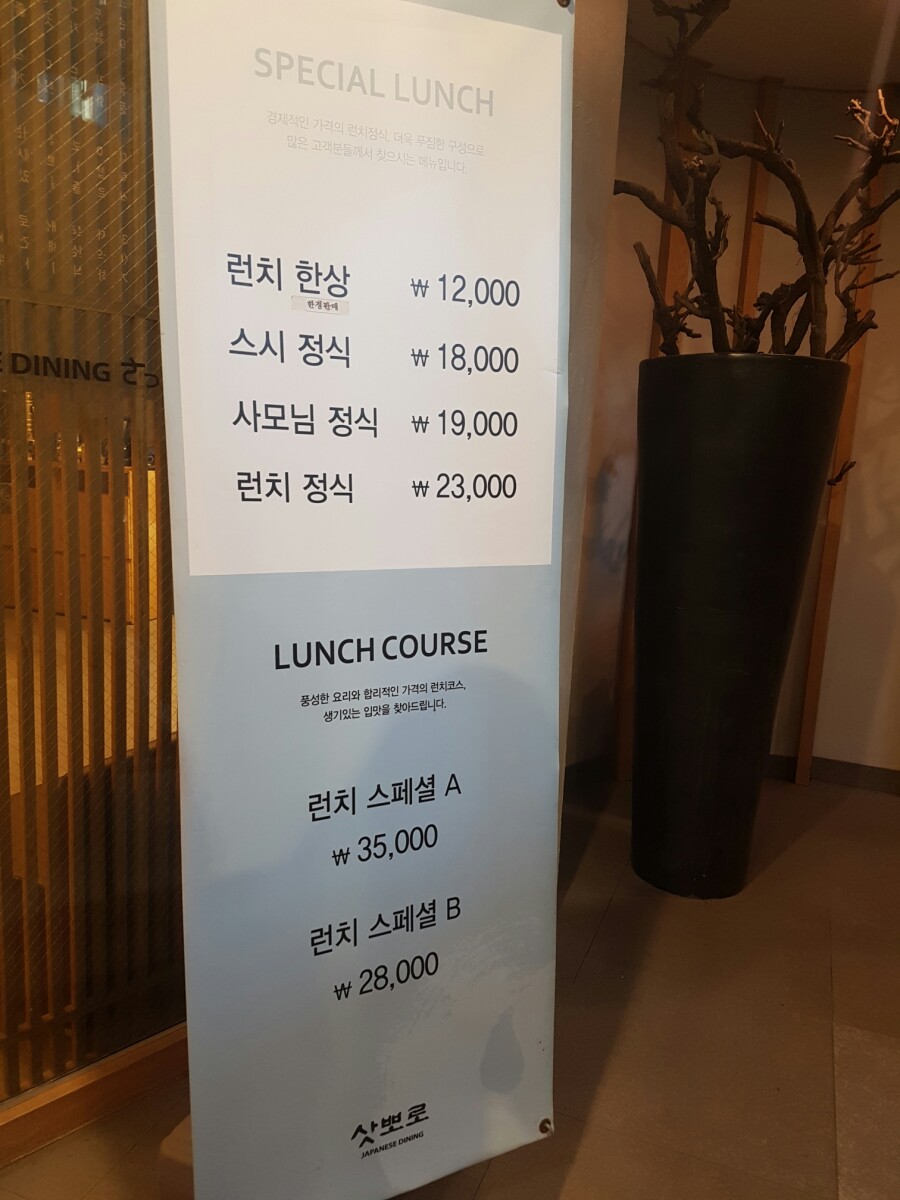 SPECIAL LUNCH
경제적인 가격의 런치정식, 더욱 푸짐한 구성으로
많은 고객분들께서 찾으시는 메뉴입니다.
런치 한상 ₩ 12,000
한정판매
스시 정식 ₩ 18,000
사모님 정식 ₩ 19,000
런치 정식 ₩ 23,000
E DINING さっ
LUNCH COURSE
풍성한 요리와 합리적인 가격의 런치코스,
생기있는 입맛을 찾아드립니다.
런치 스페셜 A
₩ 35,000
런치 스페셜 B
₩ 28,000
삿뽀로
JAPANESE DINING